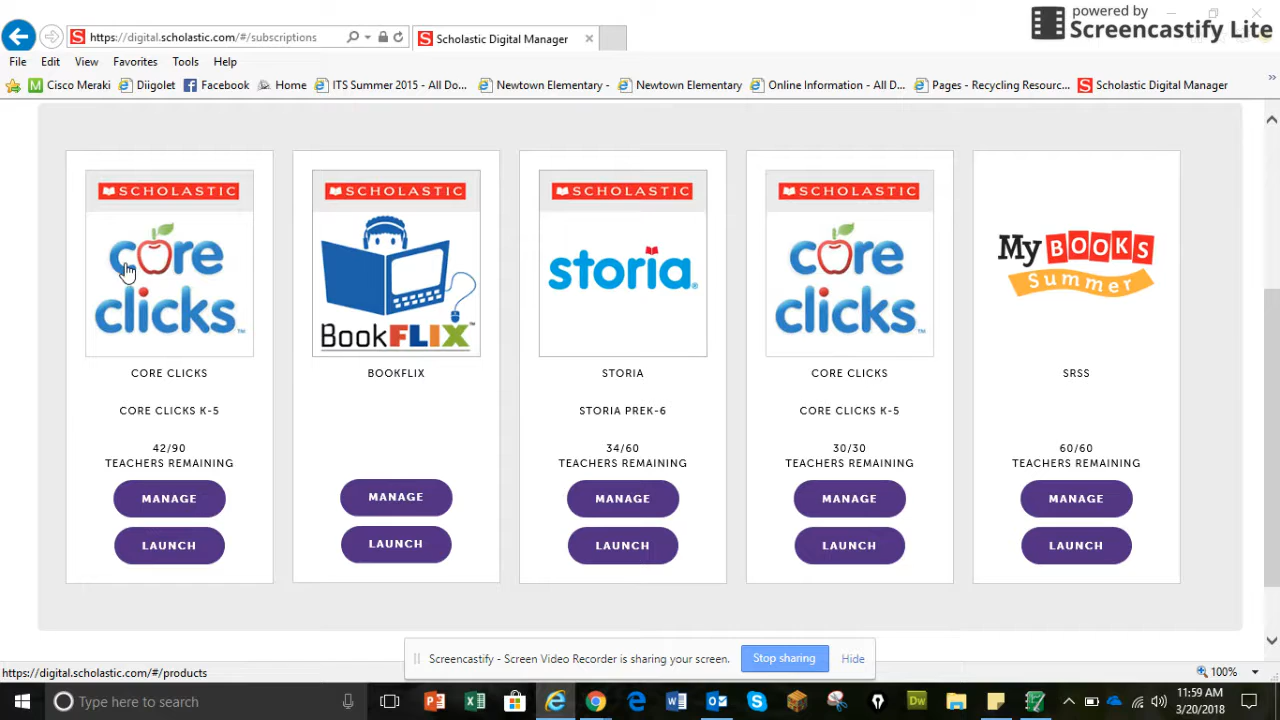 powered by
Screencastify Lite
https://digital.scholastic.com/#/subscriptions
Scholastic Digital Manager
File Edit View Favorites Tools Help
Cisco Meraki Diigolet Facebook Home ITS Summer 2015 - All Do... Newtown Elementary - Newtown Elementary Online Information - All D... Pages - Recycling Resourc... Scholastic Digital Manager
SCHOLASTIC SCHOLASTIC SCHOLASTIC SCHOLASTIC
core clicks™
BookFLIX™
storia®
core clicks™
My BOOKS Summer
CORE CLICKS BOOKFLIX STORIA CORE CLICKS SRSS
CORE CLICKS K-5 STORIA PREK-6 CORE CLICKS K-5
42/90 34/60 30/30 60/60
TEACHERS REMAINING TEACHERS REMAINING TEACHERS REMAINING TEACHERS REMAINING
MANAGE MANAGE MANAGE MANAGE MANAGE
LAUNCH LAUNCH LAUNCH LAUNCH LAUNCH
Screencastify - Screen Video Recorder is sharing your screen. Stop sharing Hide
https://digital.scholastic.com/#/products
100%
Type here to search
11:59 AM
3/20/2018